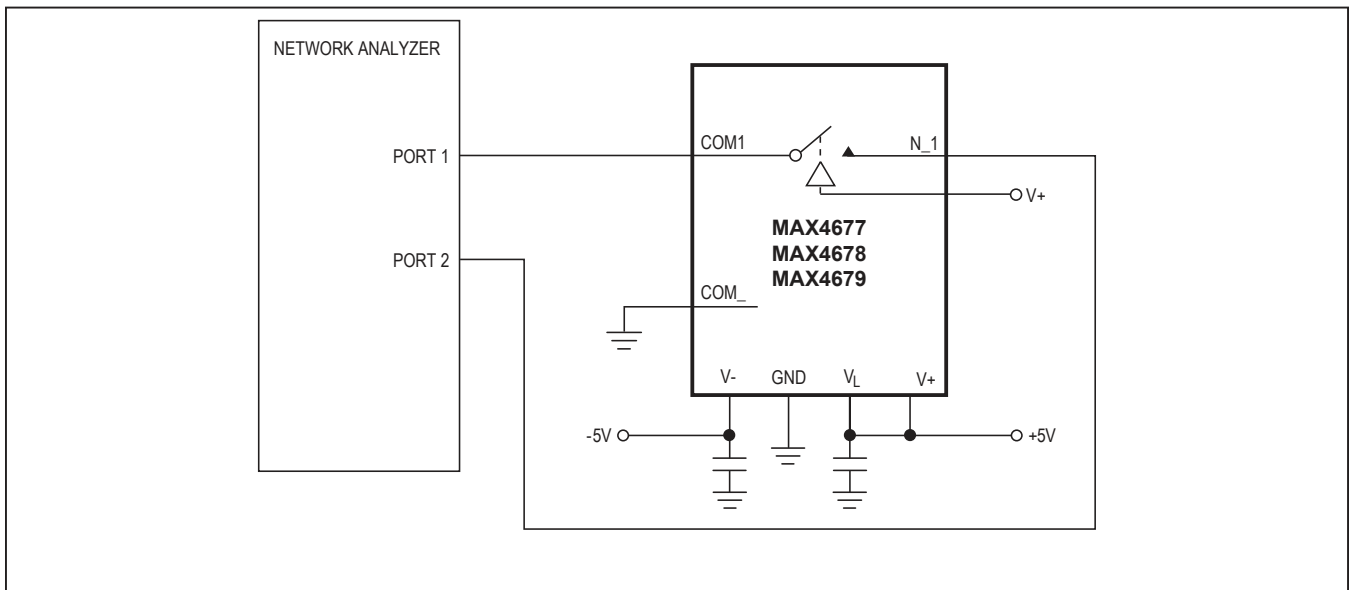 NETWORK ANALYZER
PORT 1
PORT 2
COM1
N_1
V+
MAX4677
MAX4678
MAX4679
COM_
V-
GND
VL
V+
-5V
+5V